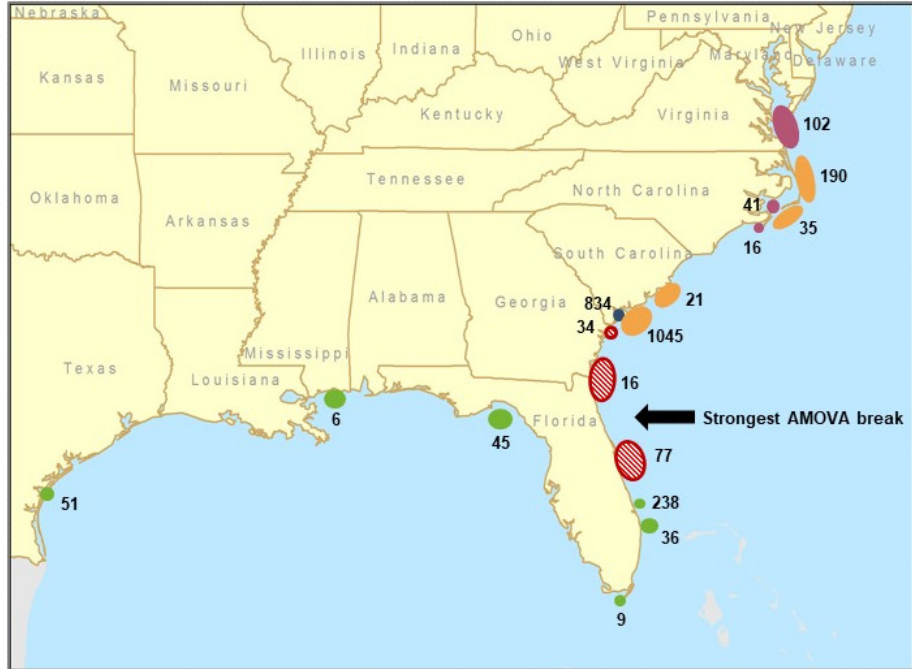 Nebraska
Pennsylvania
New Jersey
Ohio
Illinois
Indiana
Maryland
Delaware
West Virginia
Kansas
Missouri
Kentucky
Virginia
102
Tennessee
North Carolina
190
Oklahoma
Arkansas
41
35
16
South Carolina
Alabama
Georgia
834
21
34
1045
Mississippi
Texas
Louisiana
16
6
45
Florida
Strongest AMOVA break
77
51
238
36
9